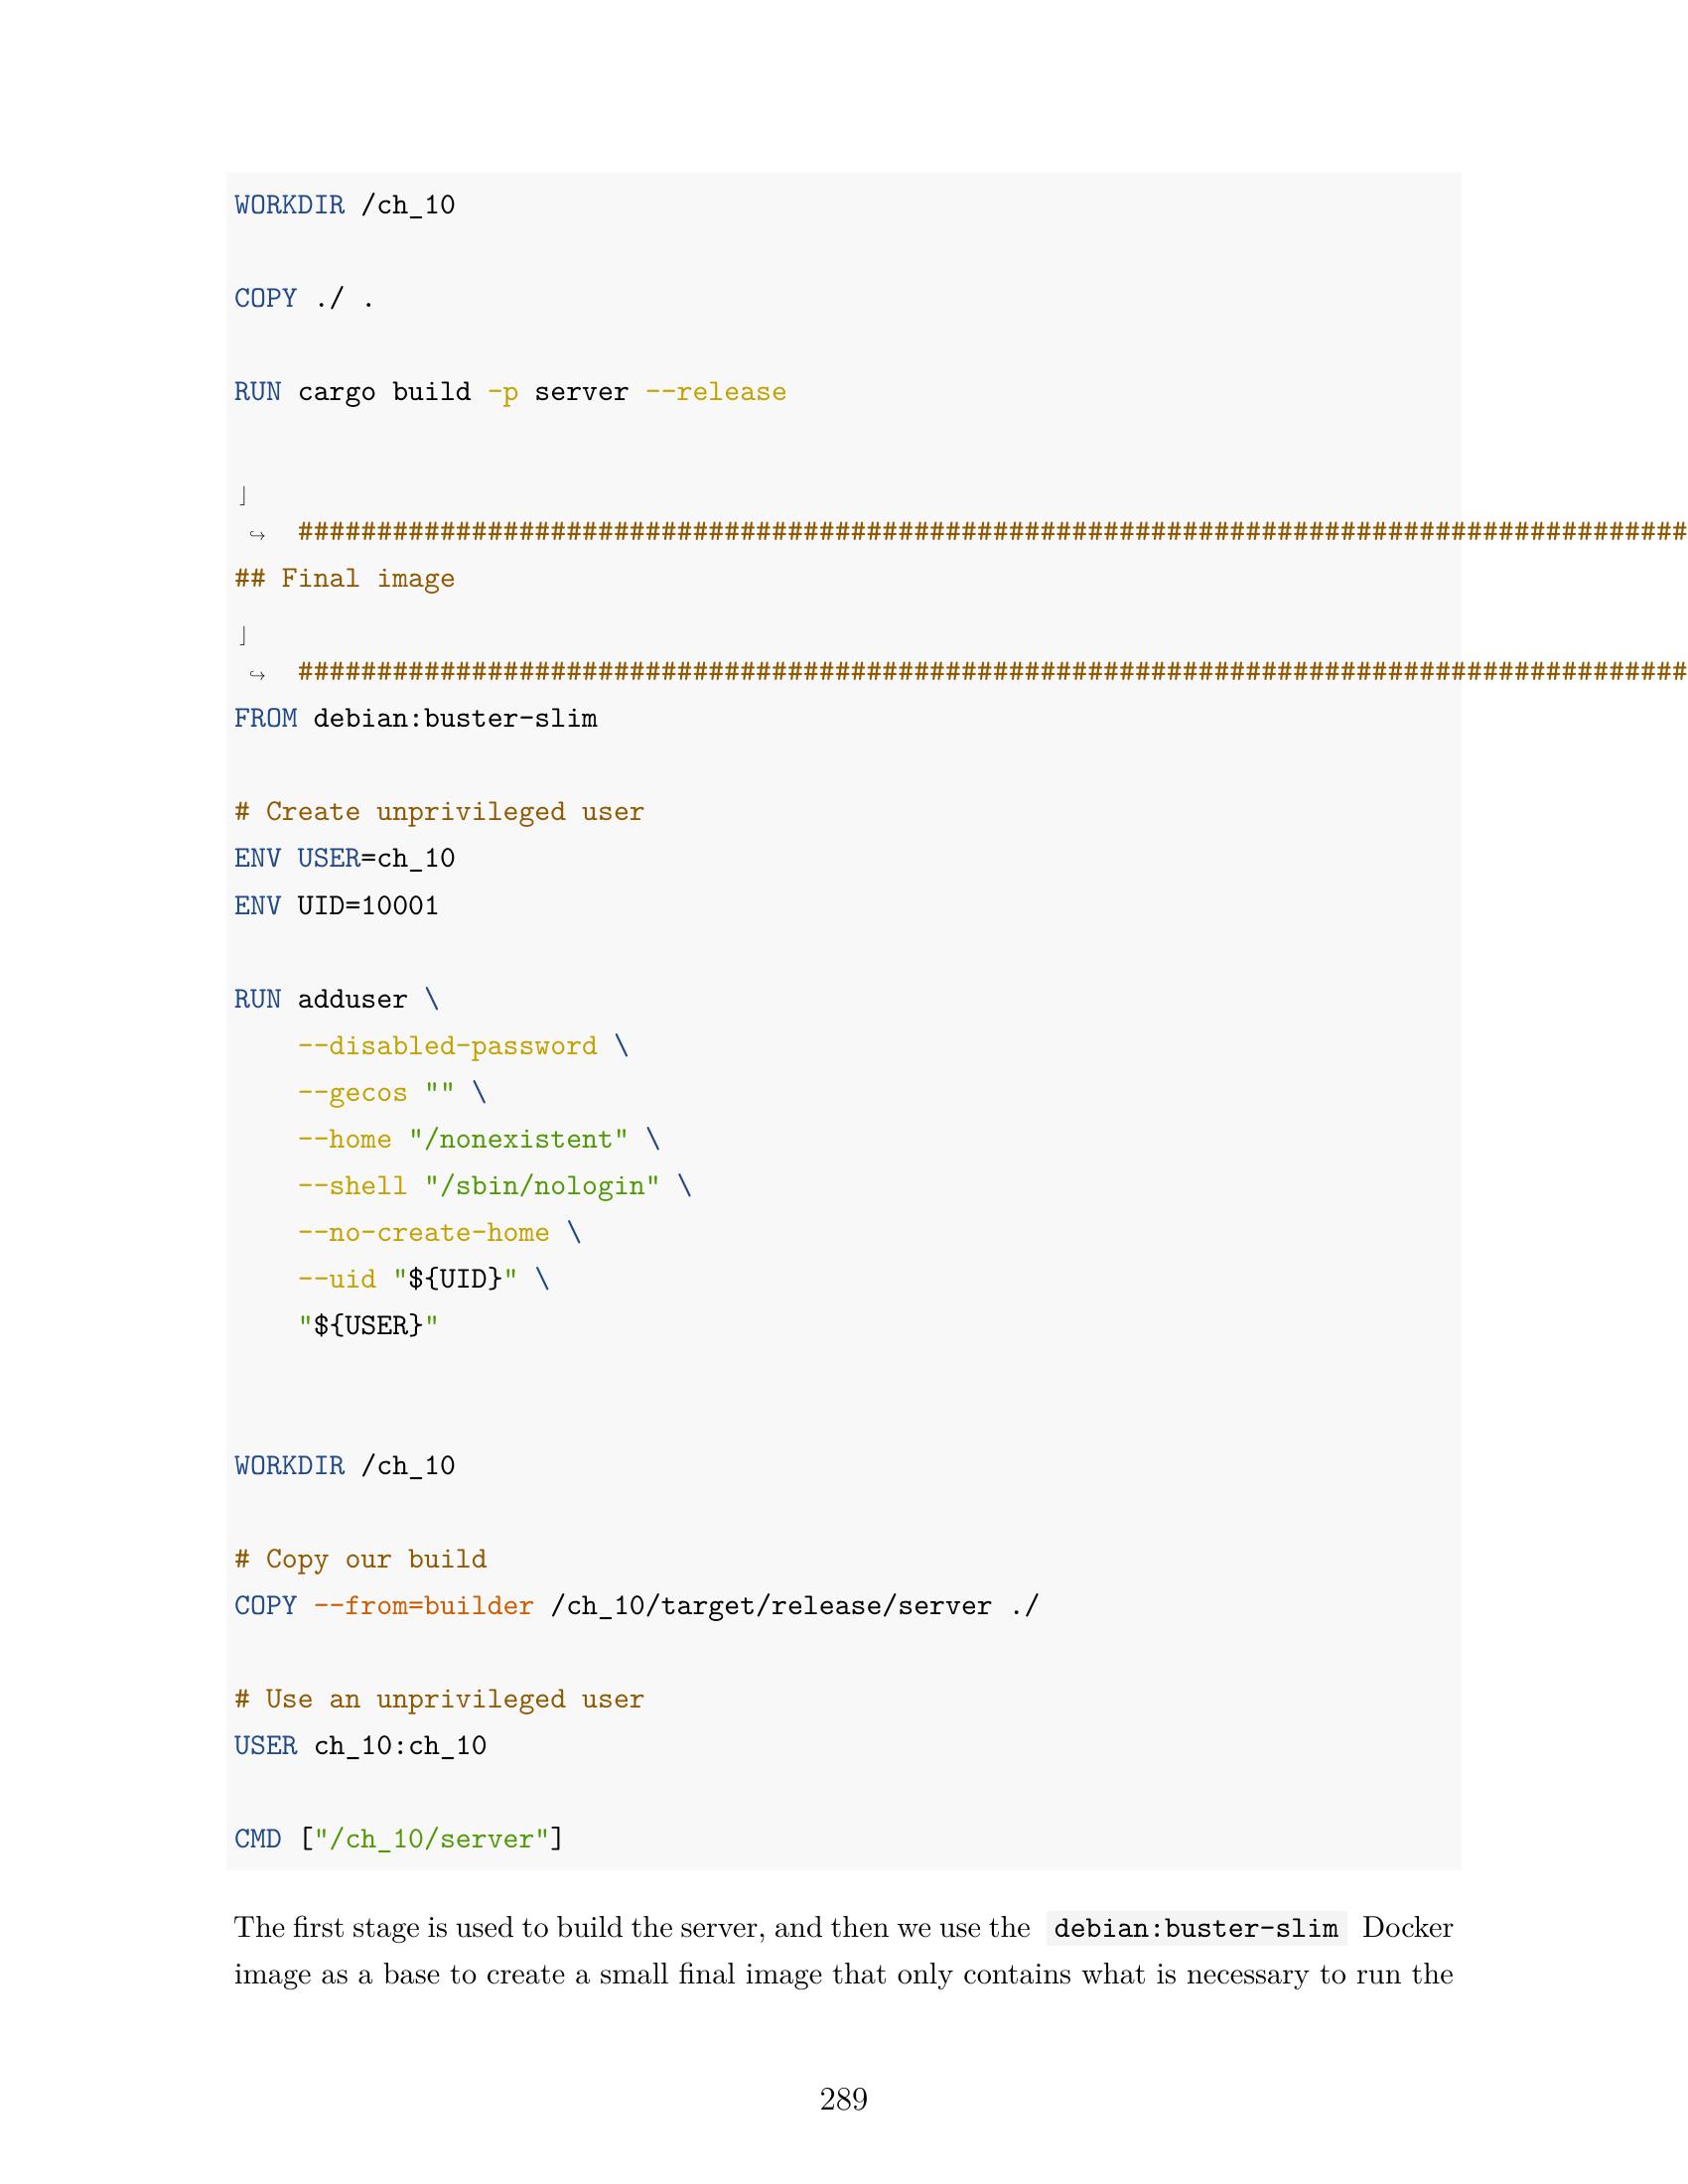 WORKDIR /ch_10
COPY ./ .
RUN cargo build -p server --release
⌋
↪ ########################################################################################
## Final image
⌋
↪ ########################################################################################
FROM debian:buster-slim
# Create unprivileged user
ENV USER=ch_10
ENV UID=10001
RUN adduser \
    --disabled-password \
    --gecos "" \
    --home "/nonexistent" \
    --shell "/sbin/nologin" \
    --no-create-home \
    --uid "${UID}" \
    "${USER}"
WORKDIR /ch_10
# Copy our build
COPY --from=builder /ch_10/target/release/server ./
# Use an unprivileged user
USER ch_10:ch_10
CMD ["/ch_10/server"]
The first stage is used to build the server, and then we use the debian:buster-slim Docker
image as a base to create a small final image that only contains what is necessary to run the
289